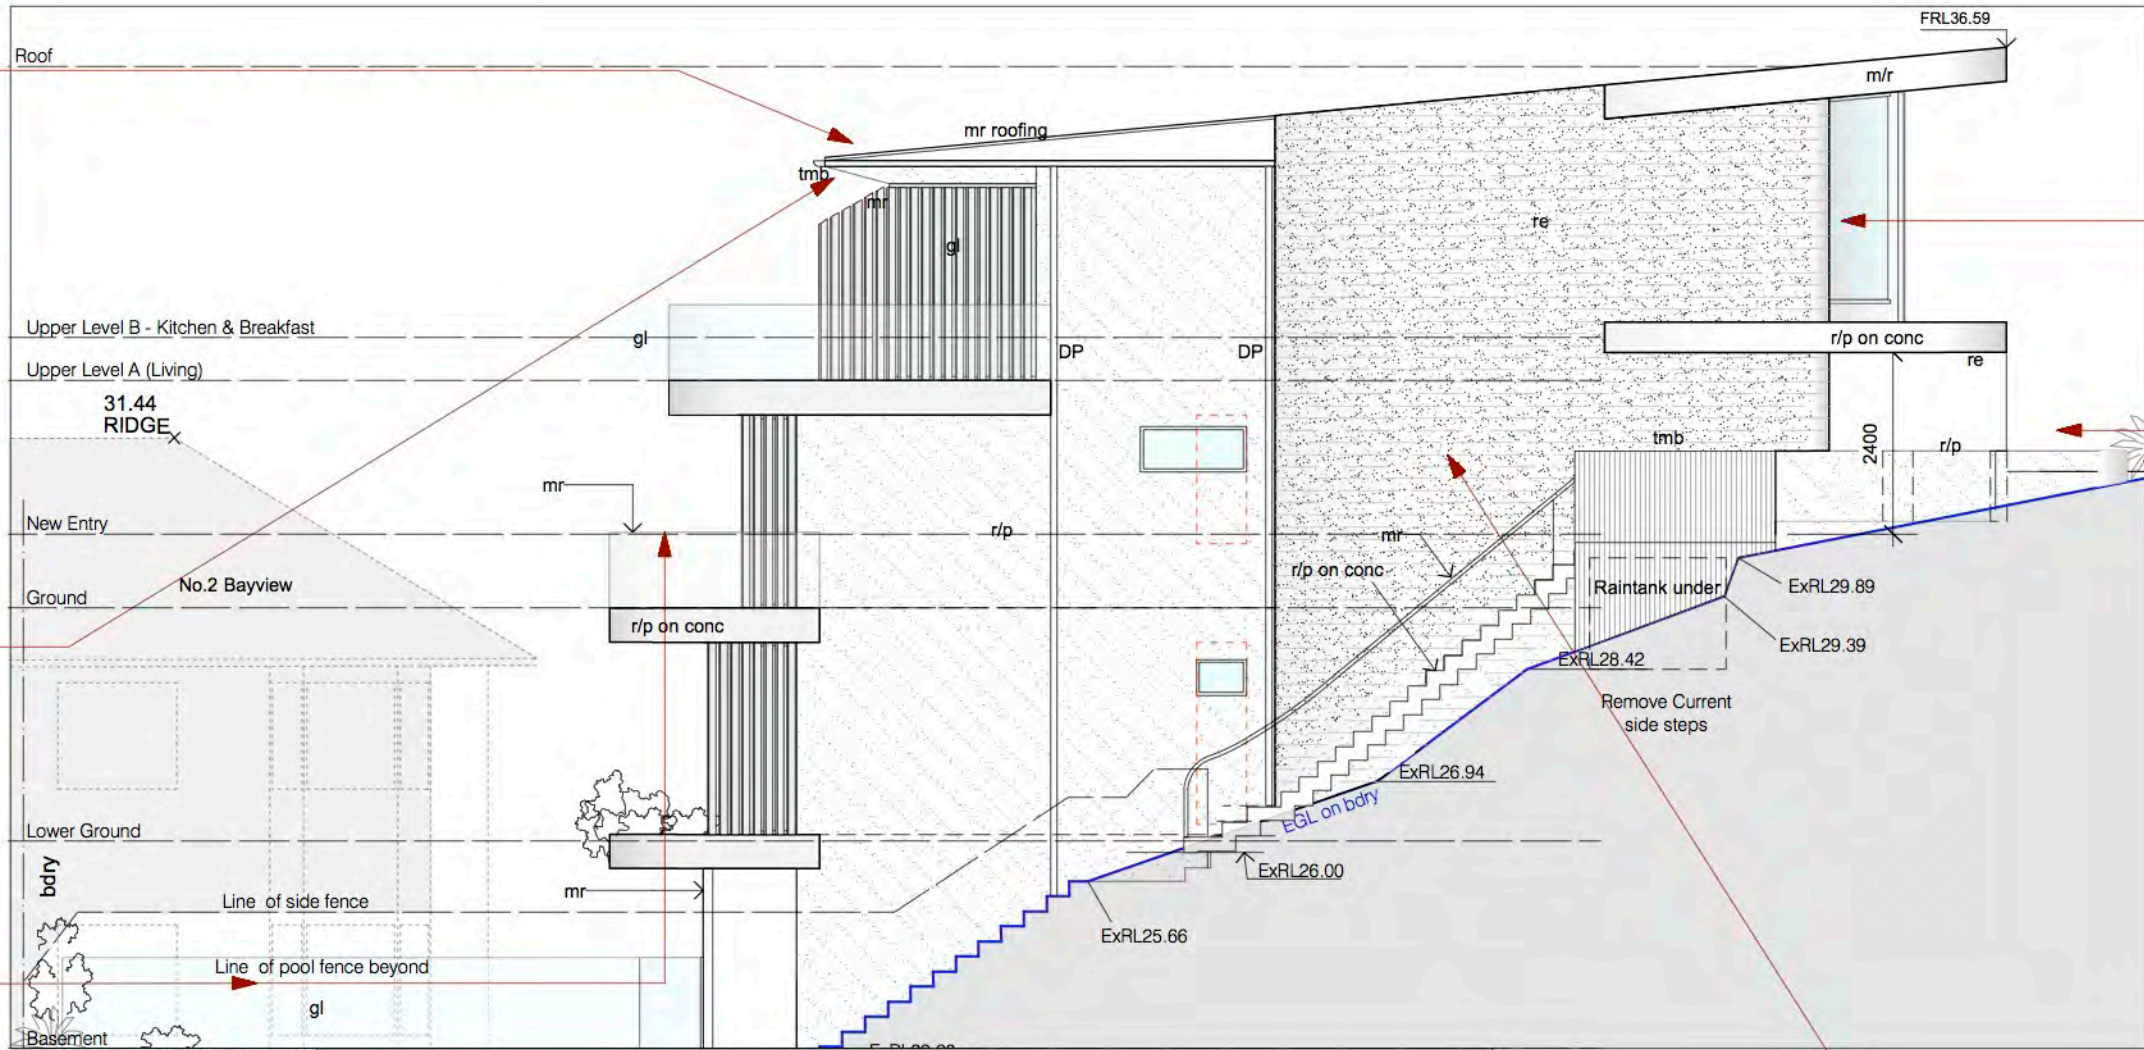 FRL36.59
Roof
m/r
mr roofing
tmb
mr
re
gl
Upper Level B - Kitchen & Breakfast
gl
r/p on conc
DP
DP
re
Upper Level A (Living)
31.44
RIDGE
tmb
2400
r/p
mr
New Entry
r/p
mr
r/p on conc
No.2 Bayview
Raintank under
ExRL29.89
Ground
r/p on conc
ExRL29.39
ExRL28.42
Remove Current
side steps
ExRL26.94
EGL on bdry
Lower Ground
ExRL26.00
bdry
mr
Line of side fence
ExRL25.66
Line of pool fence beyond
gl
Basement